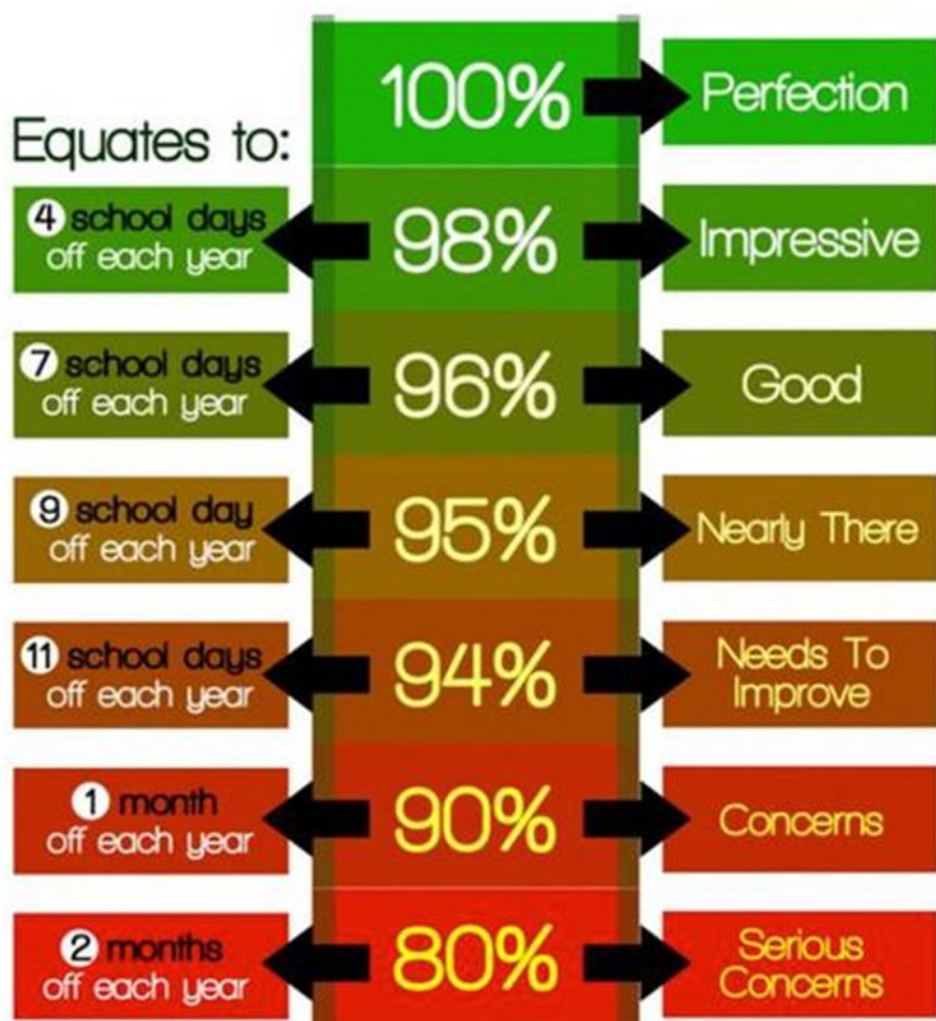 100%
Perfection
Equates to:
4 school days
off each year
98%
Impressive
7 school days
off each year
96%
Good
9 school day
off each year
95%
Nearly There
11 school days
off each year
94%
Needs To
Improve
1 month
off each year
90%
Concerns
2 months
off each year
80%
Serious
Concerns